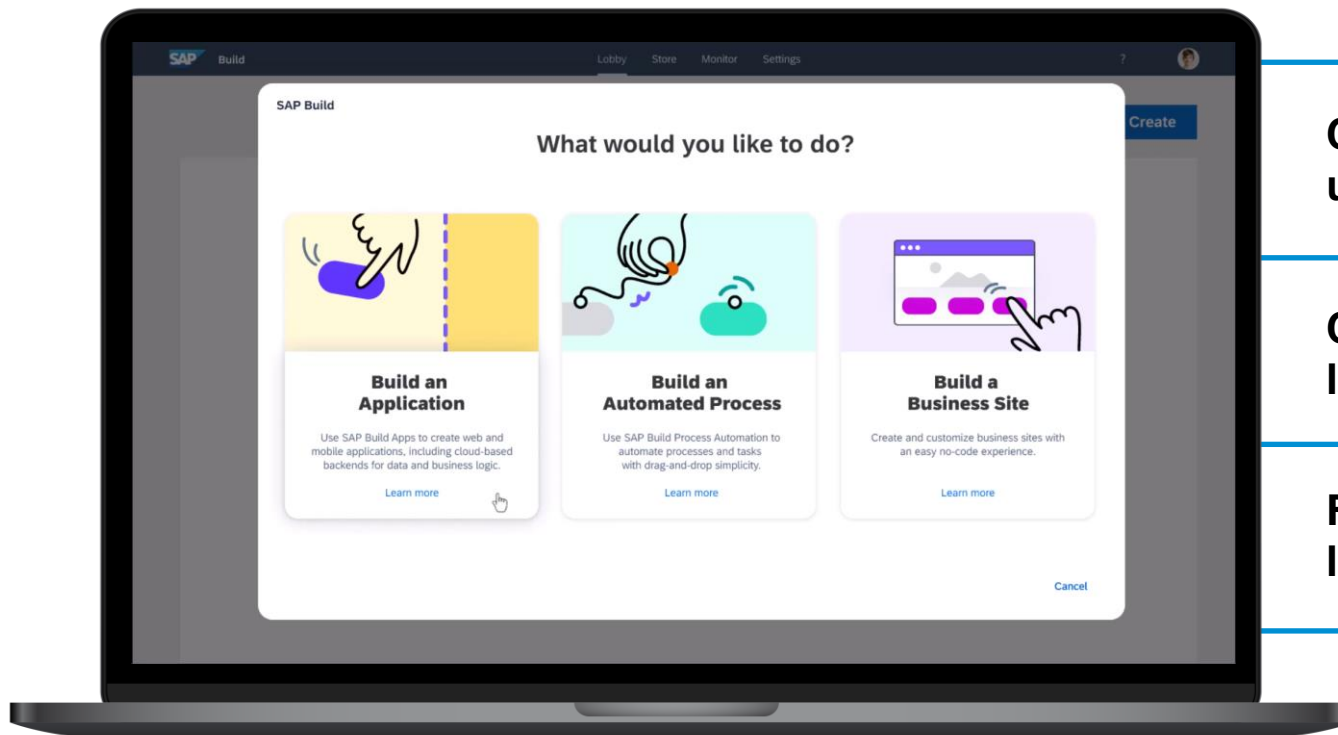 SAP Build Lobby Store Monitor Settings ?
Create
SAP Build
What would you like to do?
Build an
Application
Use SAP Build Apps to create web and
mobile applications, including cloud-based
backends for data and business logic.
Learn more
Build an
Automated Process
Use SAP Build Process Automation to
automate processes and tasks
with drag-and-drop simplicity.
Learn more
Build a
Business Site
Create and customize business sites with
an easy no-code experience.
Learn more
Cancel